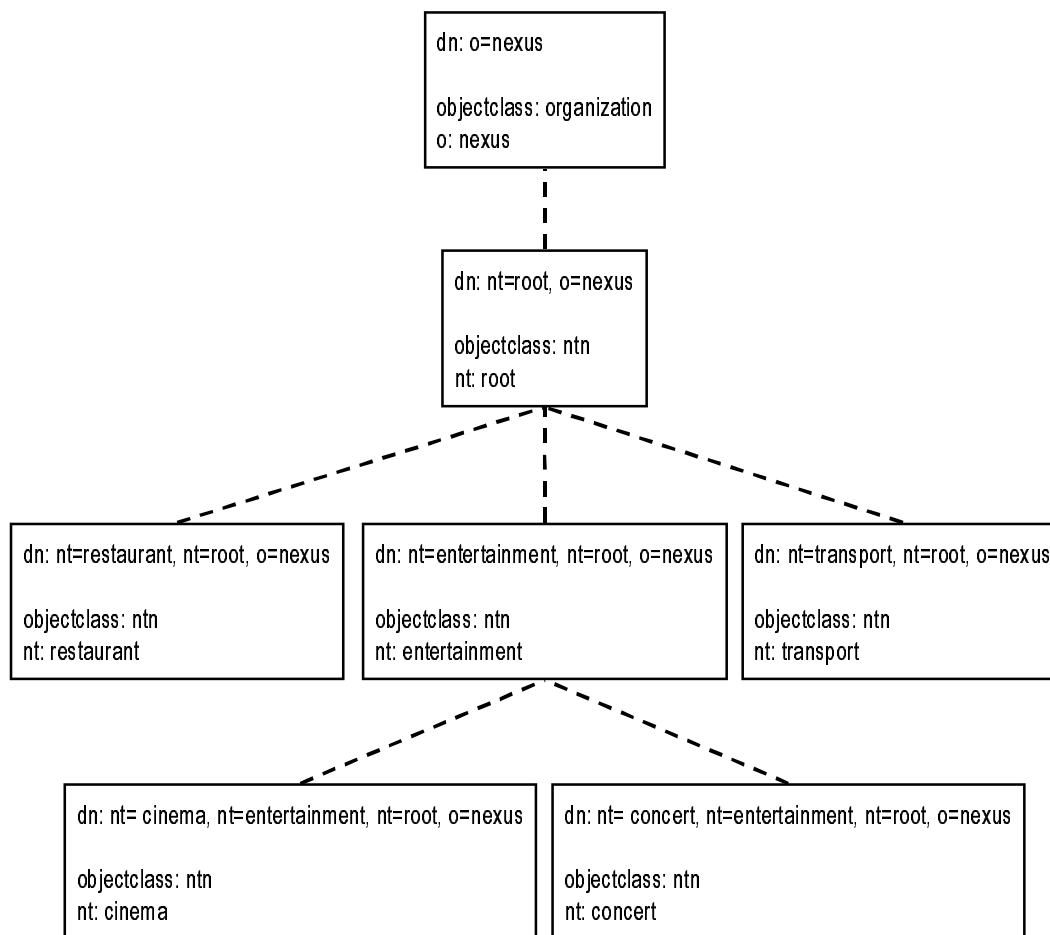 dn: o=nexus
objectclass: organization
o: nexus
dn: nt=root, o=nexus
objectclass: ntn
nt: root
dn: nt=restaurant, nt=root, o=nexus
objectclass: ntn
nt: restaurant
dn: nt=entertainment, nt=root, o=nexus
objectclass: ntn
nt: entertainment
dn: nt=transport, nt=root, o=nexus
objectclass: ntn
nt: transport
dn: nt= cinema, nt=entertainment, nt=root, o=nexus
objectclass: ntn
nt: cinema
dn: nt= concert, nt=entertainment, nt=root, o=nexus
objectclass: ntn
nt: concert